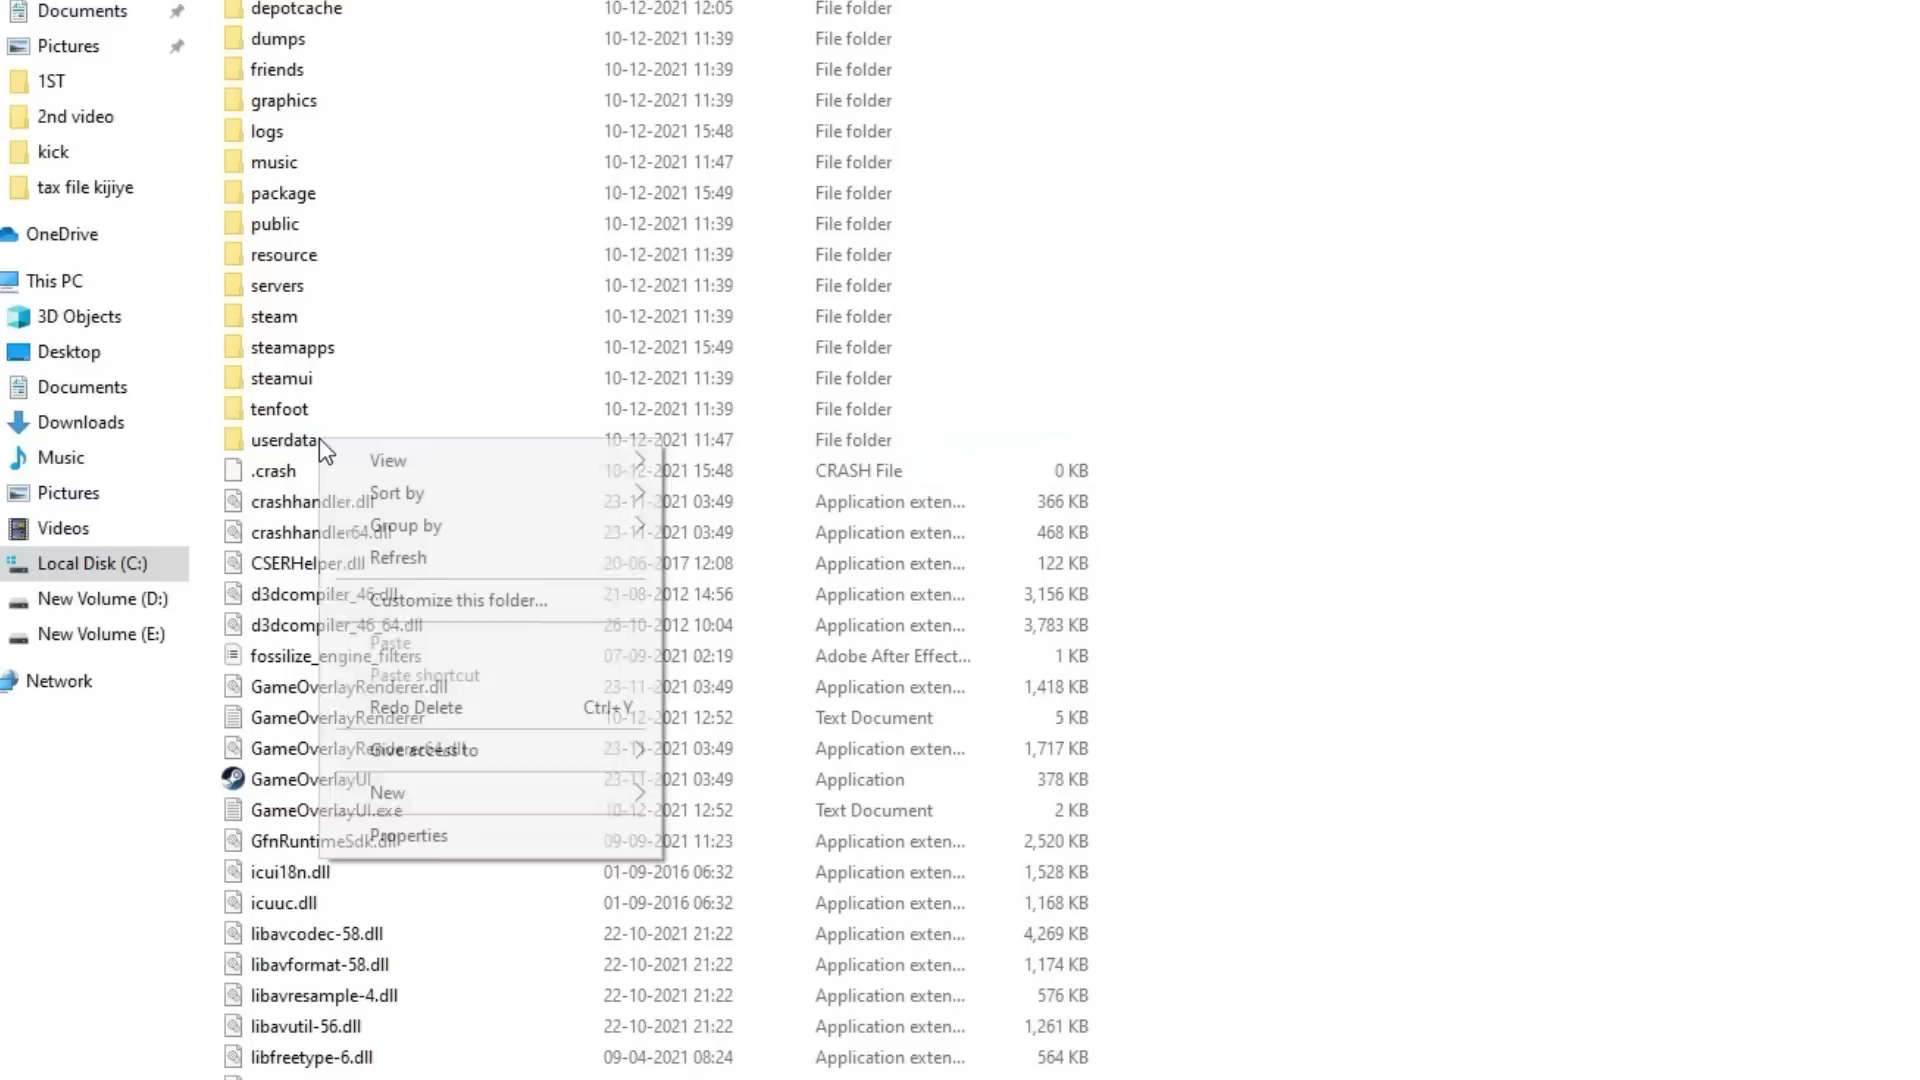 Documents
Pictures
1ST
2nd video
kick
tax file kijiye
OneDrive
This PC
3D Objects
Desktop
Documents
Downloads
Music
Pictures
Videos
Local Disk (C:)
New Volume (D:)
New Volume (E:)
Network
depotcache 10-12-2021 12:05 File folder
dumps 10-12-2021 11:39 File folder
friends 10-12-2021 11:39 File folder
graphics 10-12-2021 11:39 File folder
logs 10-12-2021 15:48 File folder
music 10-12-2021 11:47 File folder
package 10-12-2021 15:49 File folder
public 10-12-2021 11:39 File folder
resource 10-12-2021 11:39 File folder
servers 10-12-2021 11:39 File folder
steam 10-12-2021 11:39 File folder
steamapps 10-12-2021 15:49 File folder
steamui 10-12-2021 11:39 File folder
tenfoot 10-12-2021 11:39 File folder
userdata 10-12-2021 11:47 File folder
.crash 10-12-2021 15:48 CRASH File 0 KB
crashhandler.dll 23-11-2021 03:49 Application exten... 366 KB
crashhandler64.dll 23-11-2021 03:49 Application exten... 468 KB
CSERHelper.dll 20-06-2017 12:08 Application exten... 122 KB
d3dcompiler_46.dll 21-08-2012 14:56 Application exten... 3,156 KB
d3dcompiler_46_64.dll 26-10-2012 10:04 Application exten... 3,783 KB
fossilize_engine_filters 07-09-2021 02:19 Adobe After Effect... 1 KB
GameOverlayRenderer.dll 23-11-2021 03:49 Application exten... 1,418 KB
GameOverlayRenderer 10-12-2021 12:52 Text Document 5 KB
GameOverlayRenderer64.dll 23-11-2021 03:49 Application exten... 1,717 KB
GameOverlayUI 23-11-2021 03:49 Application 378 KB
GameOverlayUI.exe 10-12-2021 12:52 Text Document 2 KB
GfnRuntimeSdk.dll 09-09-2021 11:23 Application exten... 2,520 KB
icui18n.dll 01-09-2016 06:32 Application exten... 1,528 KB
icuuc.dll 01-09-2016 06:32 Application exten... 1,168 KB
libavcodec-58.dll 22-10-2021 21:22 Application exten... 4,269 KB
libavformat-58.dll 22-10-2021 21:22 Application exten... 1,174 KB
libavresample-4.dll 22-10-2021 21:22 Application exten... 576 KB
libavutil-56.dll 22-10-2021 21:22 Application exten... 1,261 KB
libfreetype-6.dll 09-04-2021 08:24 Application exten... 564 KB
View
Sort by
Group by
Refresh
Customize this folder...
Paste
Paste shortcut
Redo Delete Ctrl+Y
Give access to
New
Properties